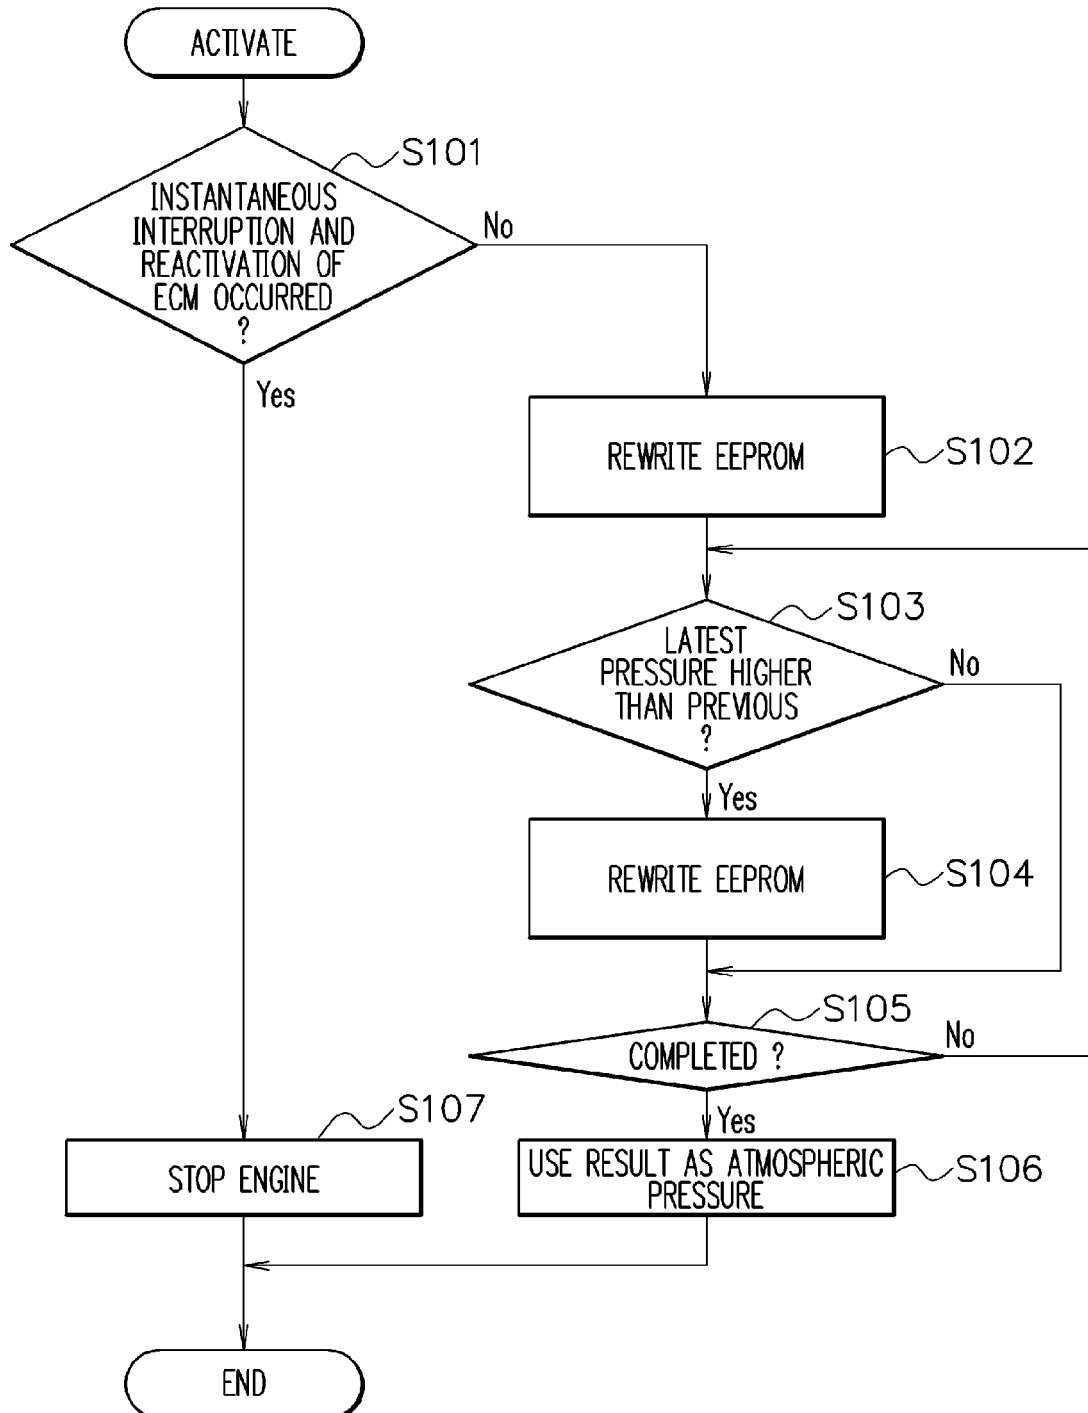 ACTIVATE
S101
INSTANTANEOUS
INTERRUPTION AND
REACTIVATION OF
ECM OCCURRED
?
No
Yes
REWRITE EEPROM
S102
S103
LATEST
PRESSURE HIGHER
THAN PREVIOUS
?
No
Yes
REWRITE EEPROM
S104
S105
COMPLETED ?
No
Yes
S107
STOP ENGINE
USE RESULT AS ATMOSPHERIC
PRESSURE
S106
END